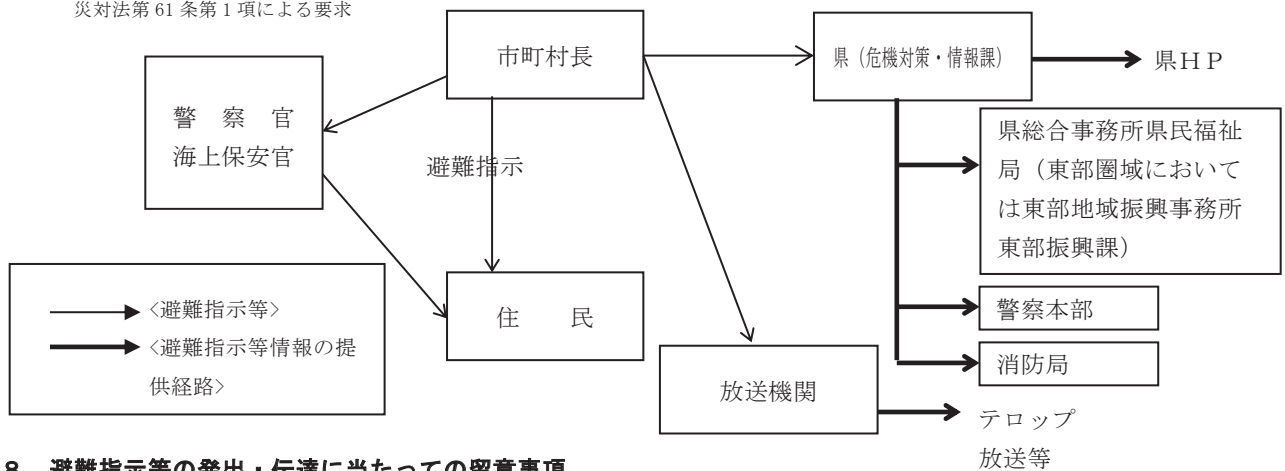 災対法第 61 条第 1 項による要求
市町村長
県（危機対策・情報課）
県ＨＰ
警　察　官
海上保安官
避難指示
県総合事務所県民福祉
局（東部圏域において
は東部地域振興事務所
東部振興課）
住　　民
警察本部
消防局
放送機関
テロップ
放送等
<避難指示等>
<避難指示等情報の提
供経路>
8　避難指示等の発出・伝達に当たっての留意事項